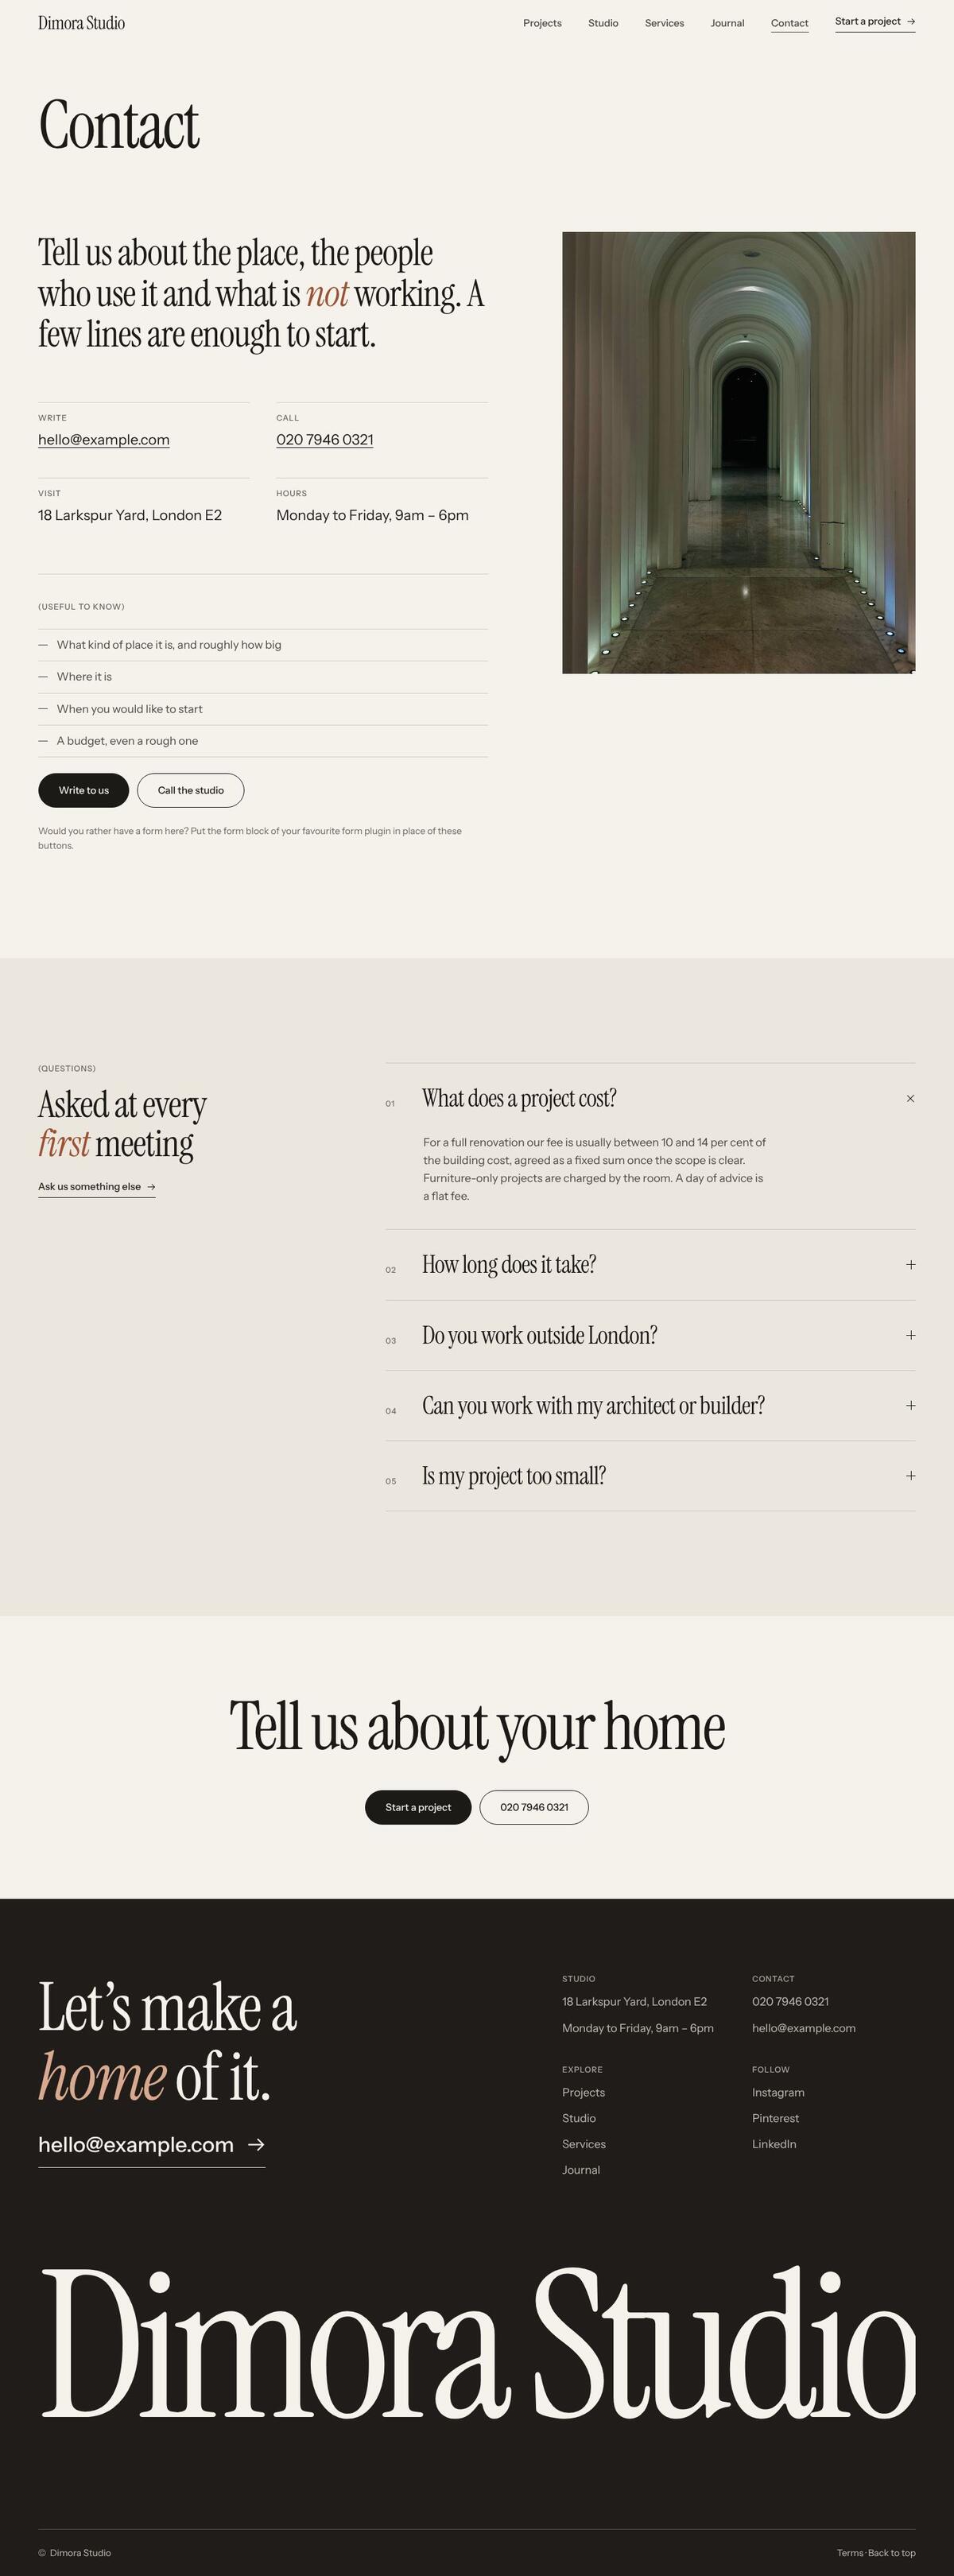 Dimora Studio
Projects
Studio
Services
Journal
Contact
Start a project →
Contact
Tell us about the place, the people
who use it and what is not working. A
few lines are enough to start.
WRITE
hello@example.com
CALL
020 7946 0321
VISIT
18 Larkspur Yard, London E2
HOURS
Monday to Friday, 9am – 6pm
(USEFUL TO KNOW)
— What kind of place it is, and roughly how big
— Where it is
— When you would like to start
— A budget, even a rough one
Write to us
Call the studio
Would you rather have a form here? Put the form block of your favourite form plugin in place of these
buttons.
(QUESTIONS)
Asked at every
first meeting
Ask us something else →
01 What does a project cost?
For a full renovation our fee is usually between 10 and 14 per cent of
the building cost, agreed as a fixed sum once the scope is clear.
Furniture-only projects are charged by the room. A day of advice is
a flat fee.
02 How long does it take?
03 Do you work outside London?
04 Can you work with my architect or builder?
05 Is my project too small?
Tell us about your home
Start a project
020 7946 0321
Let’s make a
home of it.
hello@example.com →
STUDIO
18 Larkspur Yard, London E2
Monday to Friday, 9am – 6pm
CONTACT
020 7946 0321
hello@example.com
EXPLORE
Projects
Studio
Services
Journal
FOLLOW
Instagram
Pinterest
LinkedIn
Dimora Studio
© Dimora Studio
Terms · Back to top